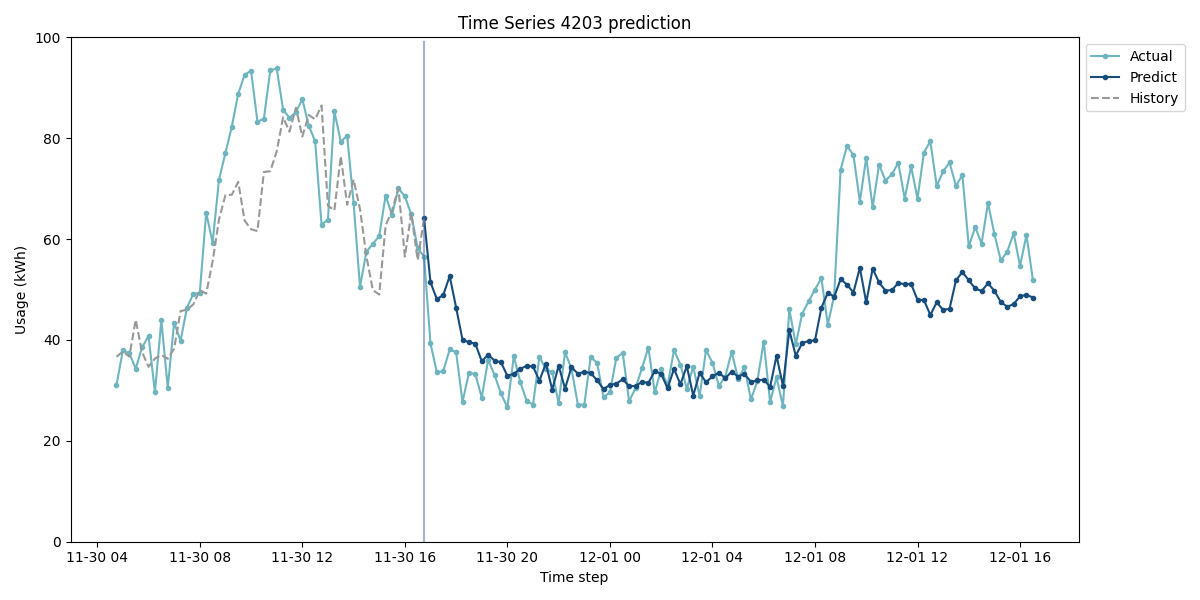 Time Series 4203 prediction
Actual
Predict
History
Usage (kWh)
100
80
60
40
20
0
11-30 04
11-30 08
11-30 12
11-30 16
11-30 20
12-01 00
12-01 04
12-01 08
12-01 12
12-01 16
Time step